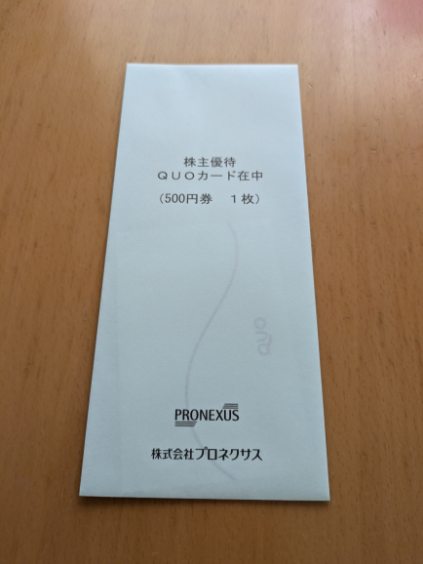 株主優待
ＱＵＯカード在中
（500円券　１枚）
QUO
PRONEXUS
株式会社プロネクサス